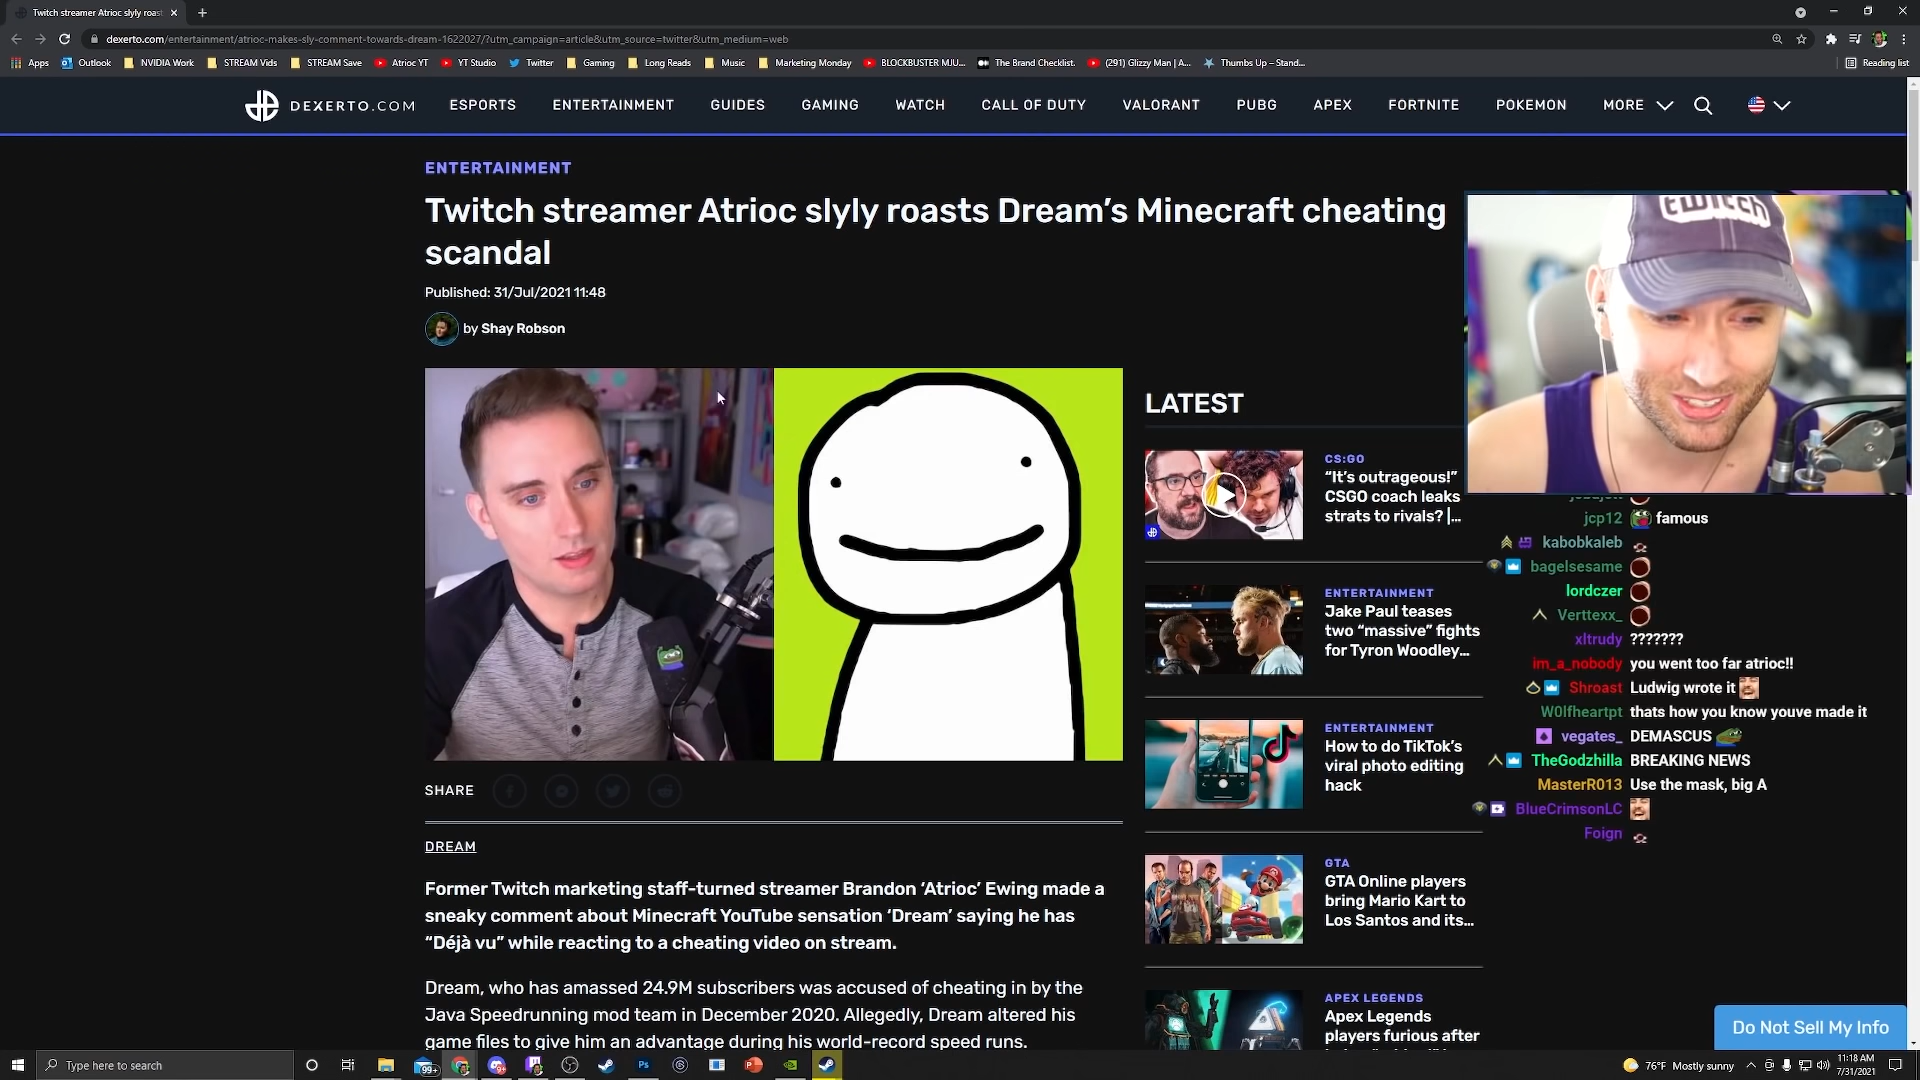 Twitch streamer Atrioc slyly roast
dexerto.com/entertainment/atrioc-makes-sly-comment-towards-dream-1622027/?utm_campaign=article&utm_source=twitter&utm_medium=web
Apps Outlook NVIDIA Work STREAM Vids STREAM Save Atrioc YT YT Studio Twitter Gaming Long Reads Music Marketing Monday BLOCKBUSTER MJU... The Brand Checklist. (291) Glizzy Man | A... Thumbs Up – Stand... Reading list
DEXERTO.COM ESPORTS ENTERTAINMENT GUIDES GAMING WATCH CALL OF DUTY VALORANT PUBG APEX FORTNITE POKEMON MORE
ENTERTAINMENT
Twitch streamer Atrioc slyly roasts Dream’s Minecraft cheating
scandal
Published: 31/Jul/2021 11:48
by Shay Robson
twitch
LATEST
CS:GO
“It’s outrageous!”
CSGO coach leaks
strats to rivals? |...
ENTERTAINMENT
Jake Paul teases
two “massive” fights
for Tyron Woodley...
ENTERTAINMENT
How to do TikTok’s
viral photo editing
hack
GTA
GTA Online players
bring Mario Kart to
Los Santos and its...
APEX LEGENDS
Apex Legends
players furious after
jcp12 famous
kabobkaleb
bagelsesame
lordczer
Verttexx_
xltrudy ???????
im_a_nobody you went too far atrioc!!
Shroast Ludwig wrote it
W0lfheartpt thats how you know youve made it
vegates_ DEMASCUS
TheGodzhilla BREAKING NEWS
MasterR013 Use the mask, big A
BlueCrimsonLC
Foign
SHARE
DREAM
Former Twitch marketing staff-turned streamer Brandon ‘Atrioc’ Ewing made a
sneaky comment about Minecraft YouTube sensation ‘Dream’ saying he has
“Déjà vu” while reacting to a cheating video on stream.
Dream, who has amassed 24.9M subscribers was accused of cheating in by the
Java Speedrunning mod team in December 2020. Allegedly, Dream altered his
game files to give him an advantage during his world-record speed runs.
Do Not Sell My Info
Type here to search
99+
76°F Mostly sunny
11:18 AM
7/31/2021